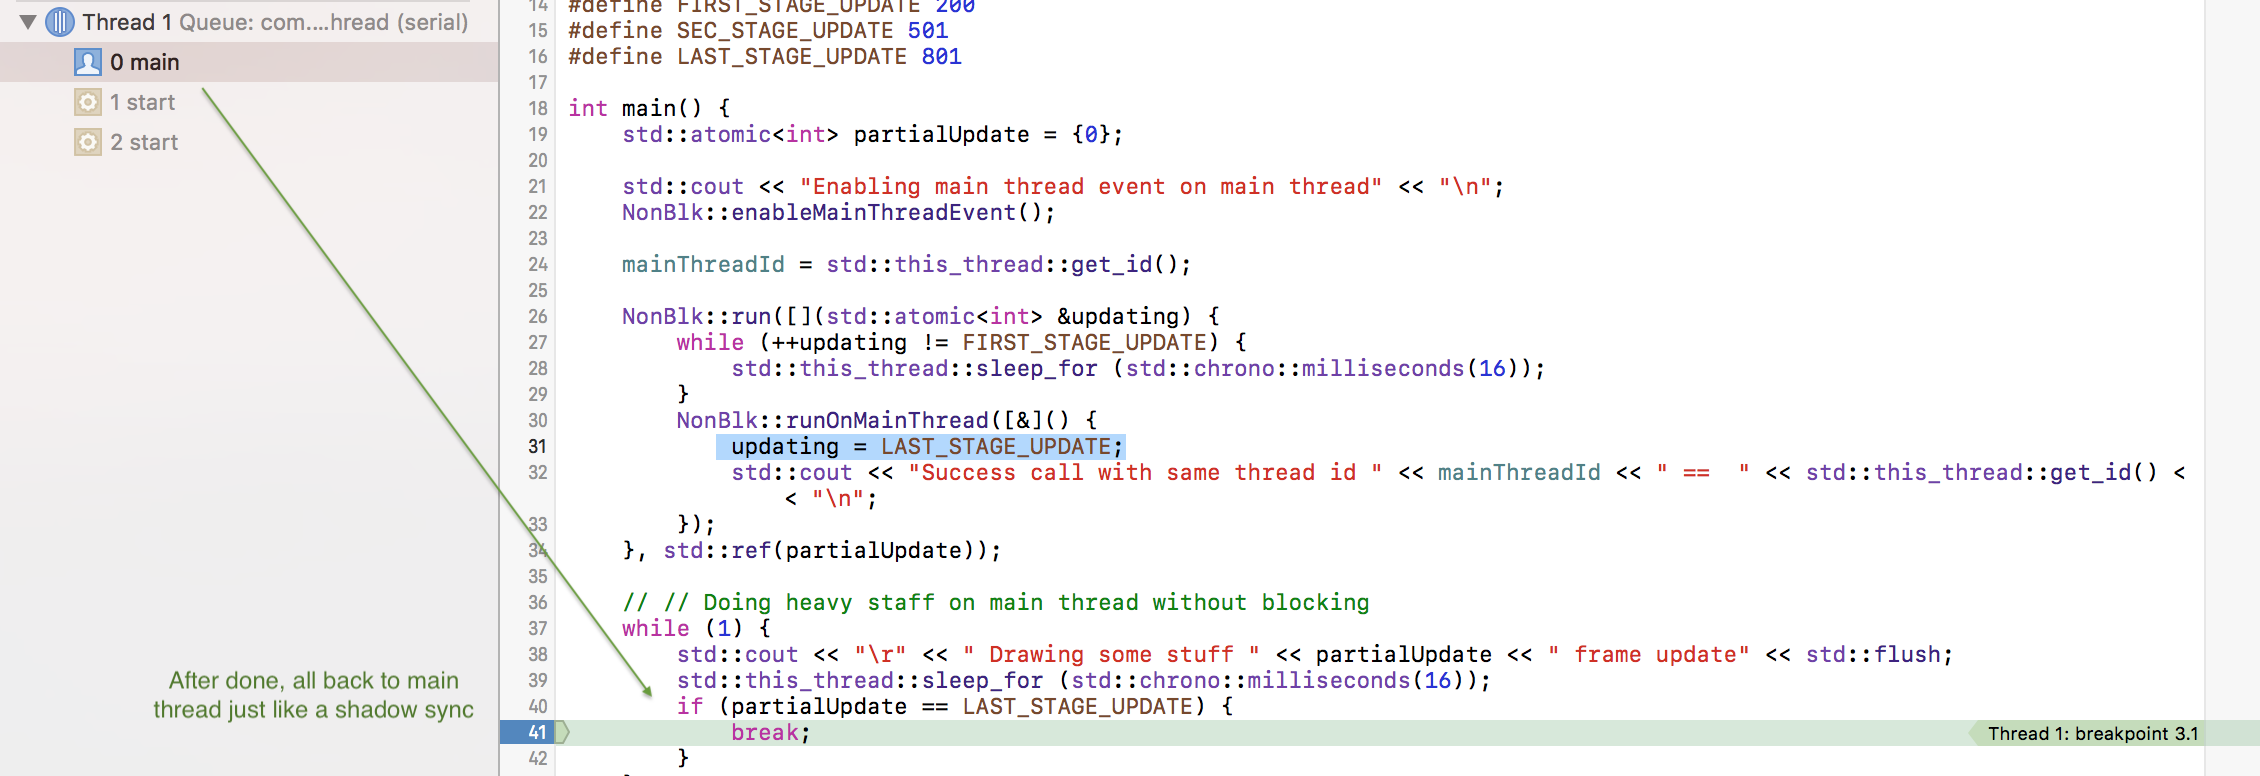 Thread 1 Queue: com....hread (serial)
0 main
1 start
2 start
After done, all back to main
thread just like a shadow sync
14 #define FIRST_STAGE_UPDATE 200
15 #define SEC_STAGE_UPDATE 501
16 #define LAST_STAGE_UPDATE 801
17
18 int main() {
19 std::atomic<int> partialUpdate = {0};
20
21 std::cout << "Enabling main thread event on main thread" << "\n";
22 NonBlk::enableMainThreadEvent();
23
24 mainThreadId = std::this_thread::get_id();
25
26 NonBlk::run([](std::atomic<int> &updating) {
27 while (++updating != FIRST_STAGE_UPDATE) {
28 std::this_thread::sleep_for (std::chrono::milliseconds(16));
29 }
30 NonBlk::runOnMainThread([&]() {
31 updating = LAST_STAGE_UPDATE;
32 std::cout << "Success call with same thread id " << mainThreadId << " ==  " << std::this_thread::get_id() <
< "\n";
33 });
34 }, std::ref(partialUpdate));
35
36 // // Doing heavy staff on main thread without blocking
37 while (1) {
38 std::cout << "\r" << " Drawing some stuff " << partialUpdate << " frame update" << std::flush;
39 std::this_thread::sleep_for (std::chrono::milliseconds(16));
40 if (partialUpdate == LAST_STAGE_UPDATE) {
41 break; Thread 1: breakpoint 3.1
42 }